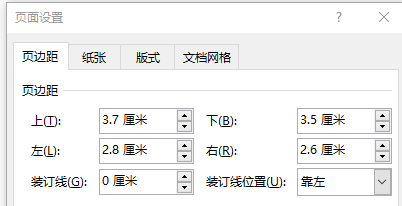 页面设置
页边距 纸张 版式 文档网格
页边距
上(T): 3.7 厘米 下(B): 3.5 厘米
左(L): 2.8 厘米 右(R): 2.6 厘米
装订线(G): 0 厘米 装订线位置(U): 靠左